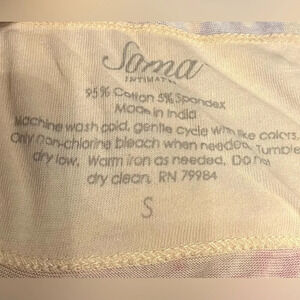 Soma
INTIMATES
95% Cotton 5% Spandex
Made in India
Machine wash cold, gentle cycle with like colors.
Only non-chlorine bleach when needed. Tumble
dry low. Warm iron as needed. Do not
dry clean. RN 79984
S